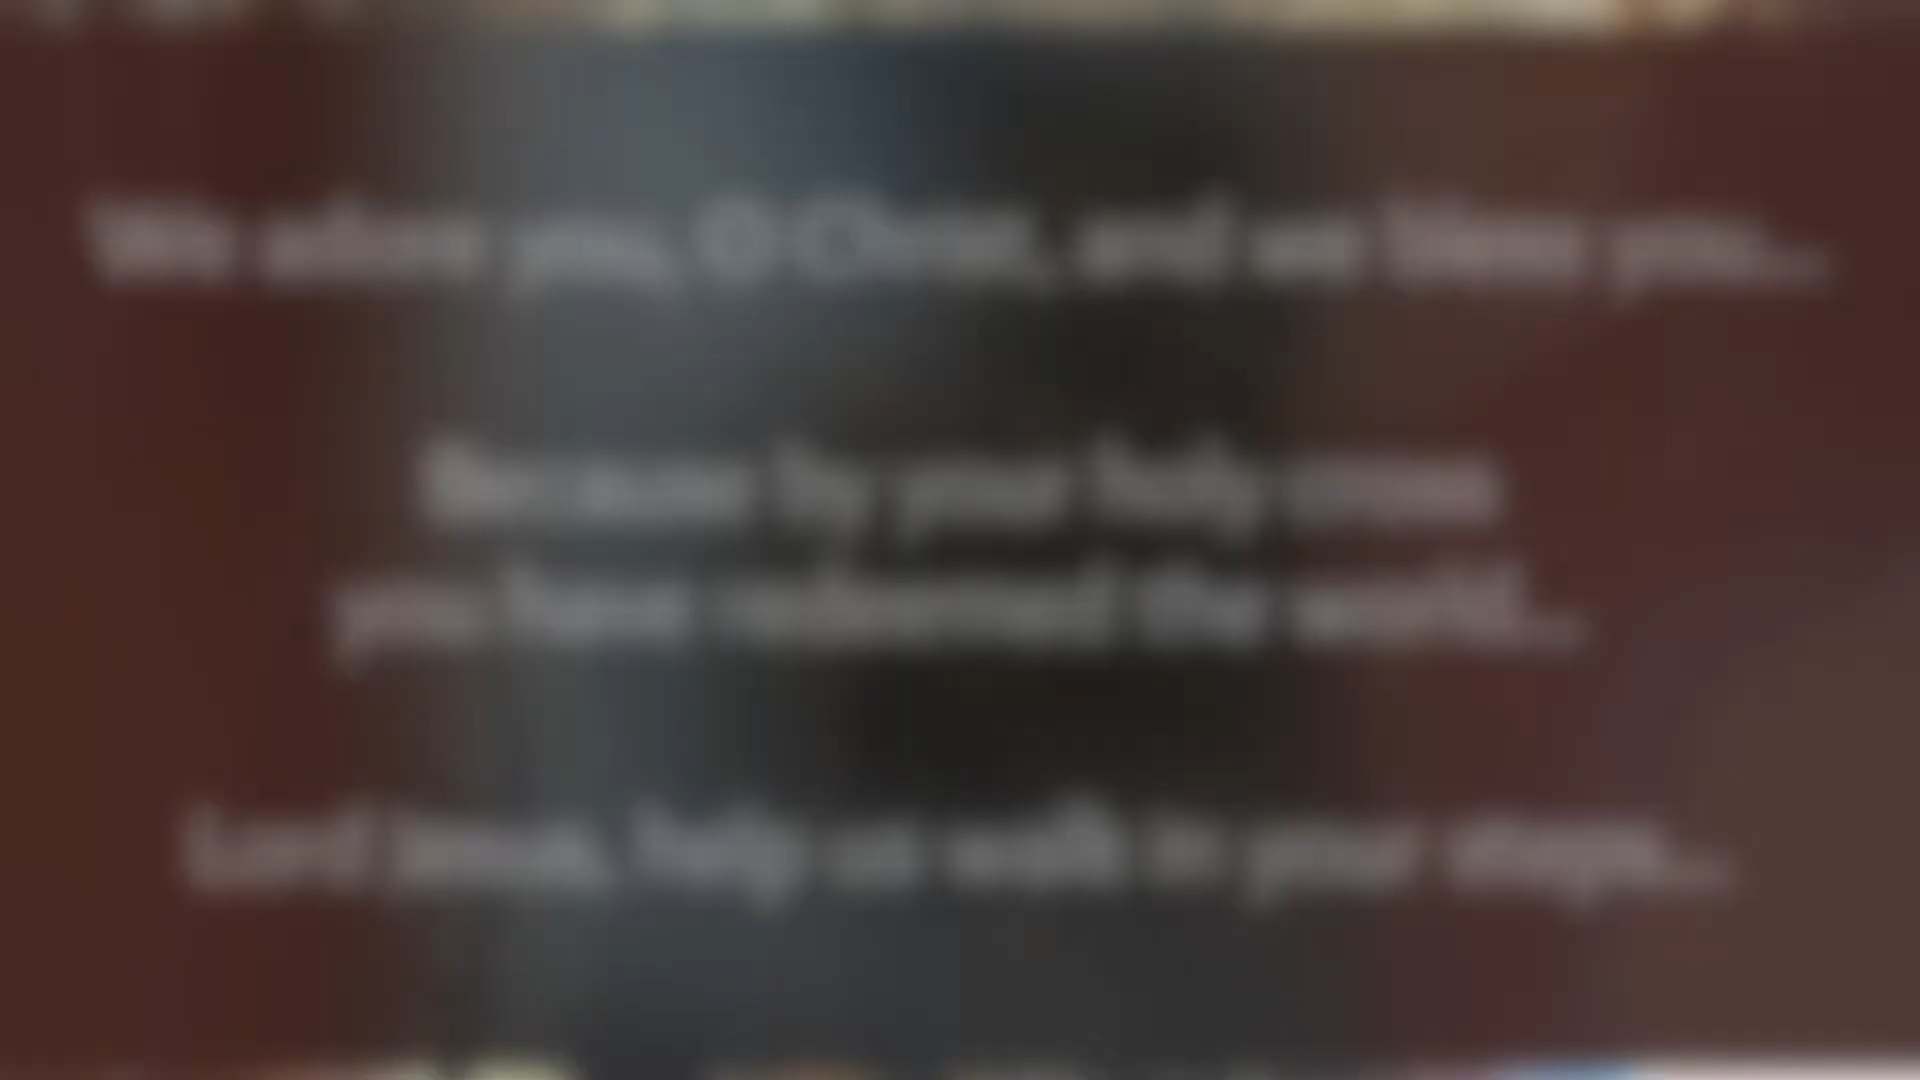 We adore you, O Christ, and we bless you...
Because by your holy cross
you have redeemed the world...
Lord Jesus, help us walk in your steps...